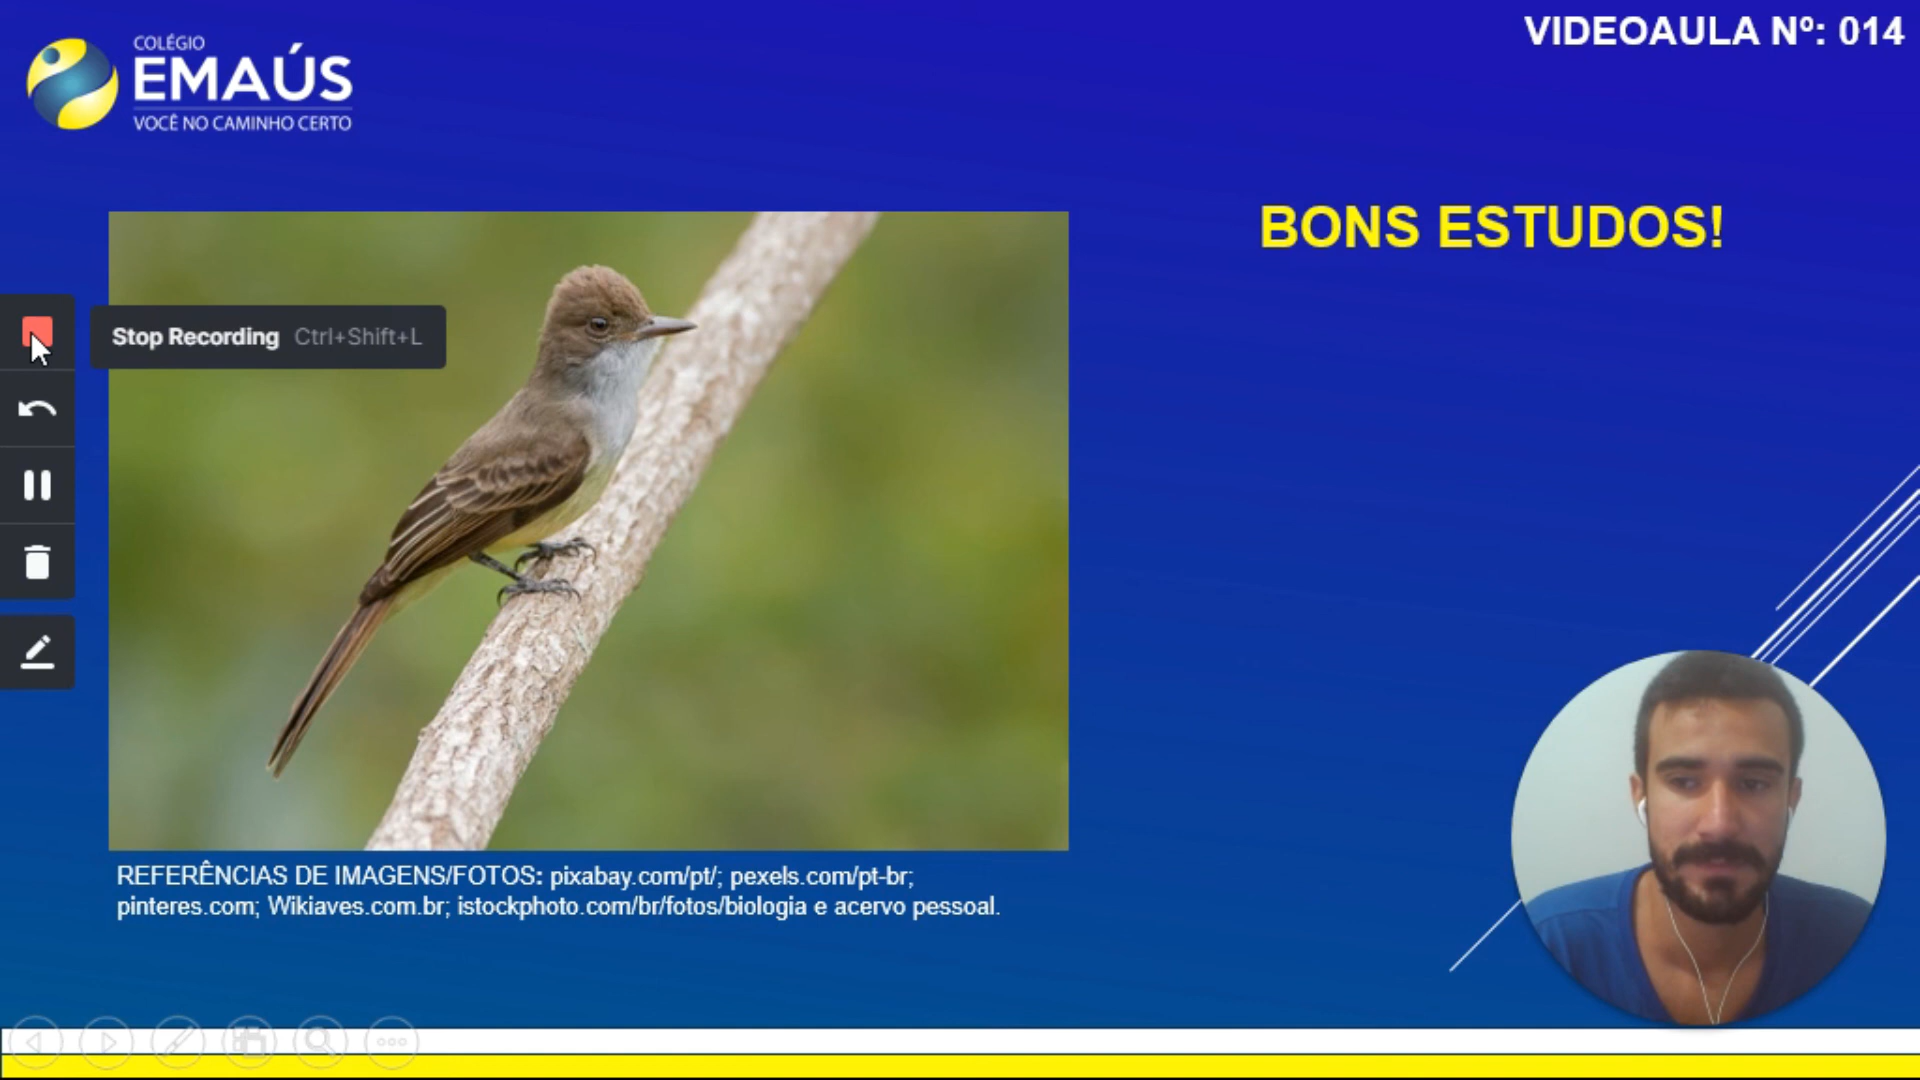 VIDEOAULA Nº: 014
COLÉGIO
EMAÚS
VOCÊ NO CAMINHO CERTO
BONS ESTUDOS!
Stop Recording Ctrl+Shift+L
REFERÊNCIAS DE IMAGENS/FOTOS: pixabay.com/pt/; pexels.com/pt-br;
pinteres.com; Wikiaves.com.br; istockphoto.com/br/fotos/biologia e acervo pessoal.